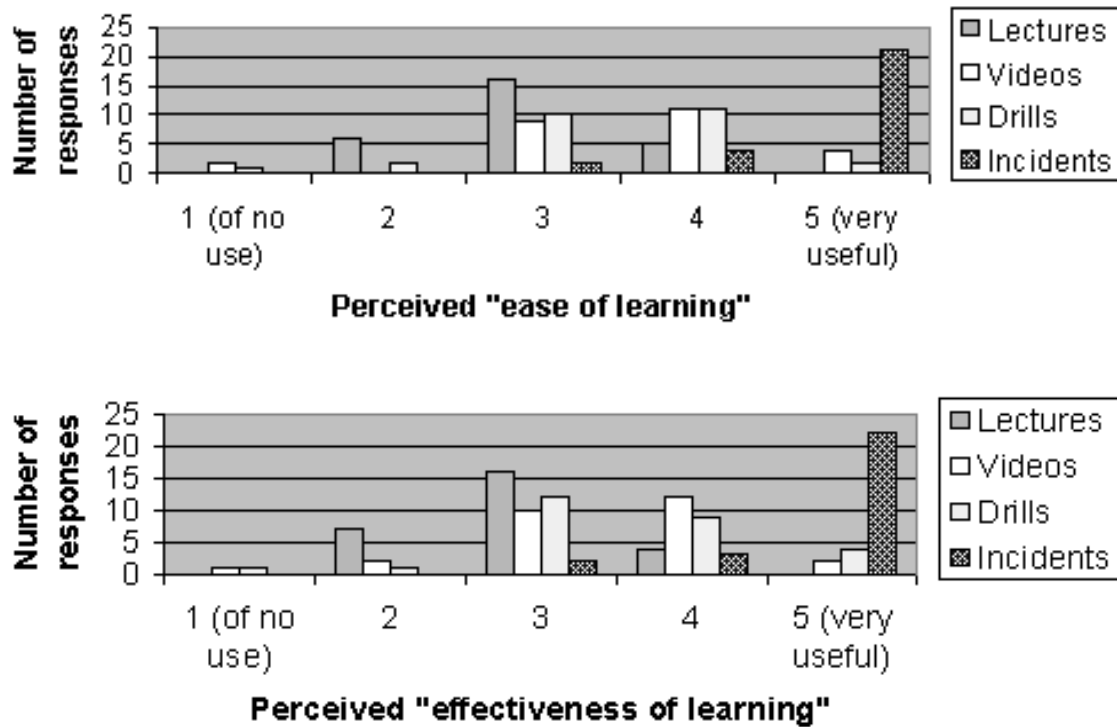 Number of
responses
25
20
15
10
5
0
1 (of no
use)
2
3
4
5 (very
useful)
Perceived "ease of learning"
Lectures
Videos
Drills
Incidents
Number of
responses
25
20
15
10
5
0
1 (of no
use)
2
3
4
5 (very
useful)
Perceived "effectiveness of learning"
Lectures
Videos
Drills
Incidents